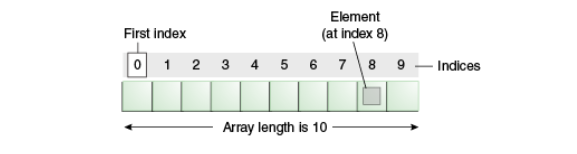 Element
First index
(at index 8)
0 1 2 3 4 5 6 7 8 9
Indices
Array length is 10